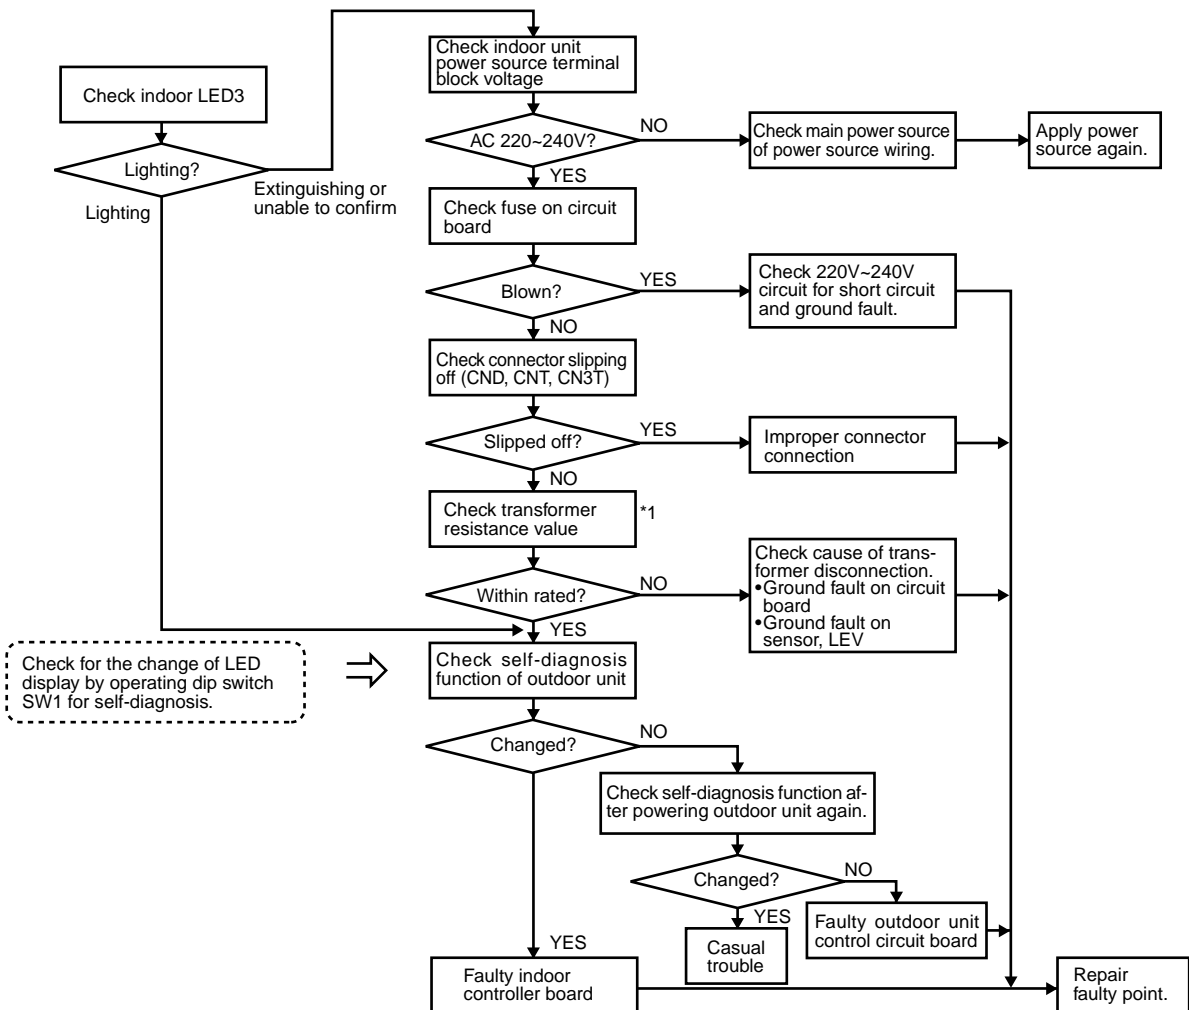 Check indoor LED3
Lighting?
Lighting
Extinguishing or
unable to confirm
Check indoor unit
power source terminal
block voltage
AC 220~240V?
NO
Check main power source
of power source wiring.
Apply power
source again.
YES
Check fuse on circuit
board
Blown?
YES
Check 220V~240V
circuit for short circuit
and ground fault.
NO
Check connector slipping
off (CND, CNT, CN3T)
Slipped off?
YES
Improper connector
connection
NO
Check transformer
resistance value
*1
Within rated?
NO
Check cause of trans-
former disconnection.
•Ground fault on circuit
board
•Ground fault on
sensor, LEV
YES
Check for the change of LED
display by operating dip switch
SW1 for self-diagnosis.
Check self-diagnosis
function of outdoor unit
Changed?
NO
Check self-diagnosis function af-
ter powering outdoor unit again.
Changed?
NO
YES
Faulty outdoor unit
control circuit board
Casual
trouble
YES
Faulty indoor
controller board
Repair
faulty point.